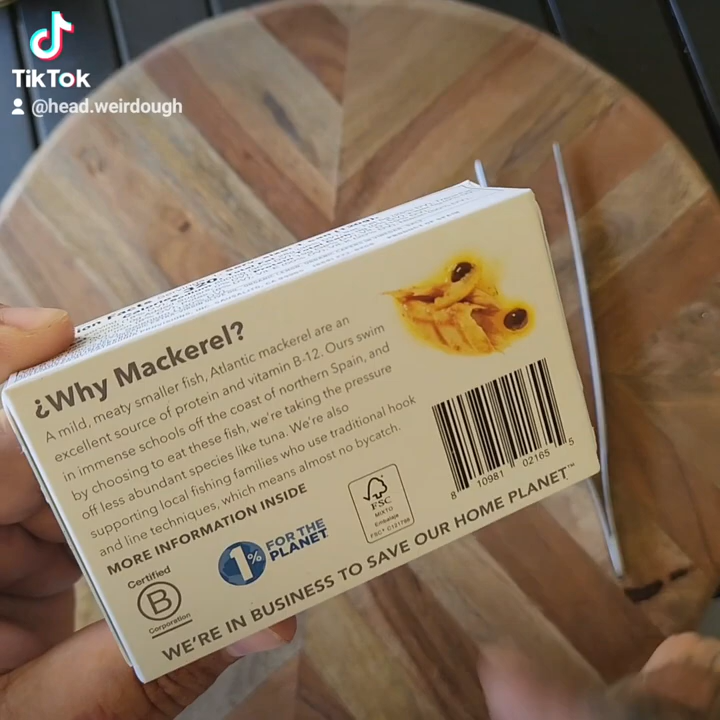 TikTok
@head.weirdough
¿Why Mackerel?
A mild, meaty smaller fish, Atlantic mackerel are an
excellent source of protein and vitamin B-12. Ours swim
in immense schools off the coast of northern Spain, and
by choosing to eat these fish, we're taking the pressure
off less abundant species like tuna. We're also
supporting local fishing families who use traditional hook
and line techniques, which means almost no bycatch.
MORE INFORMATION INSIDE
8 10981 02165 5
Certified
B
Corporation
1%
FOR THE
PLANET
FSC
MIXTO
Embalaje
FSC® C121798
WE'RE IN BUSINESS TO SAVE OUR HOME PLANET™